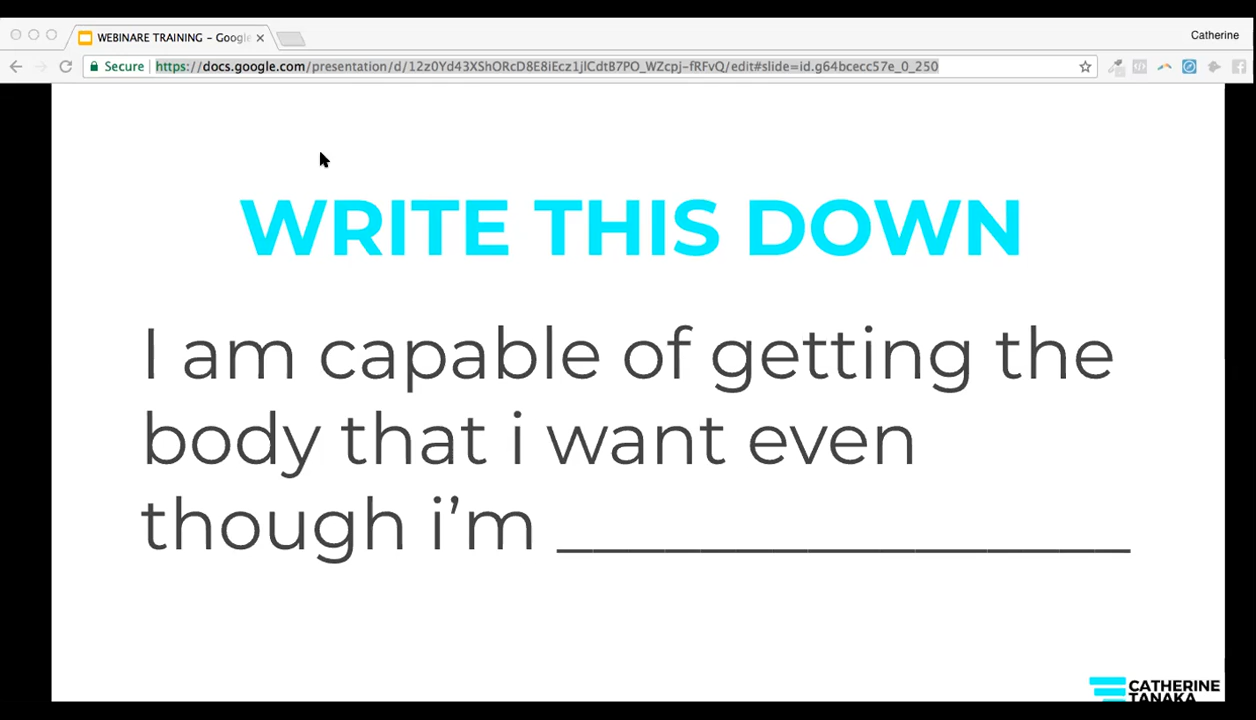 WEBINARE TRAINING – Google
Catherine
Secure
https://docs.google.com/presentation/d/12z0Yd43XShORcD8E8iEcz1jlCdtB7PO_WZcpj-fRFvQ/edit#slide=id.g64bcecc57e_0_250
WRITE THIS DOWN
I am capable of getting the
body that i want even
though i'm ________________
CATHERINE
TANAKA